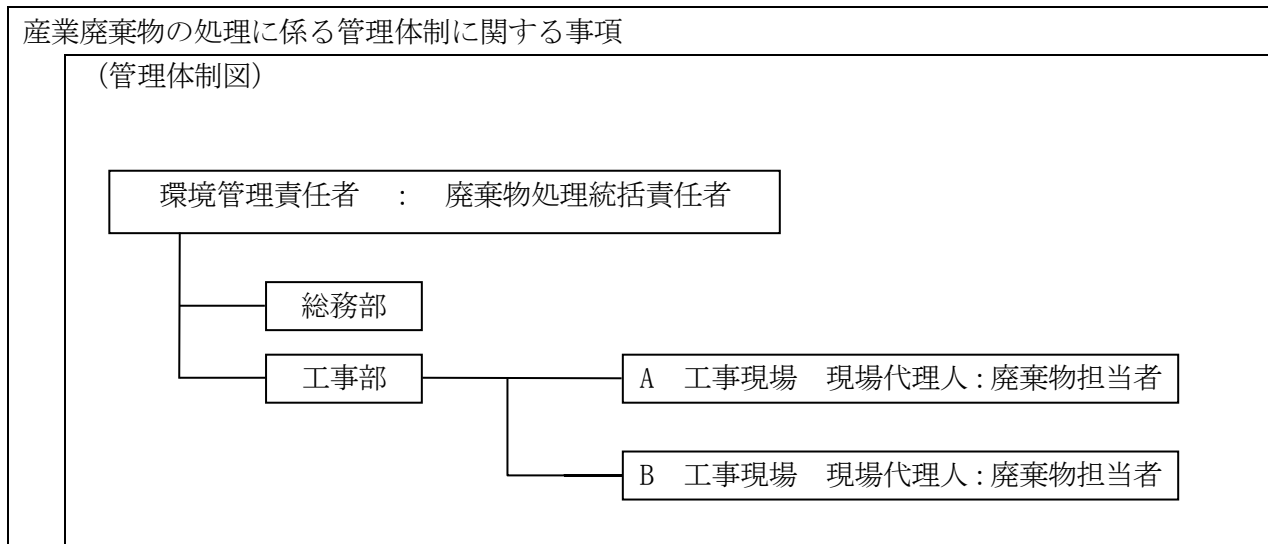 産業廃棄物の処理に係る管理体制に関する事項
(管理体制図)
環境管理責任者　：　廃棄物処理統括責任者
総務部
工事部
A　工事現場　現場代理人：廃棄物担当者
B　工事現場　現場代理人：廃棄物担当者